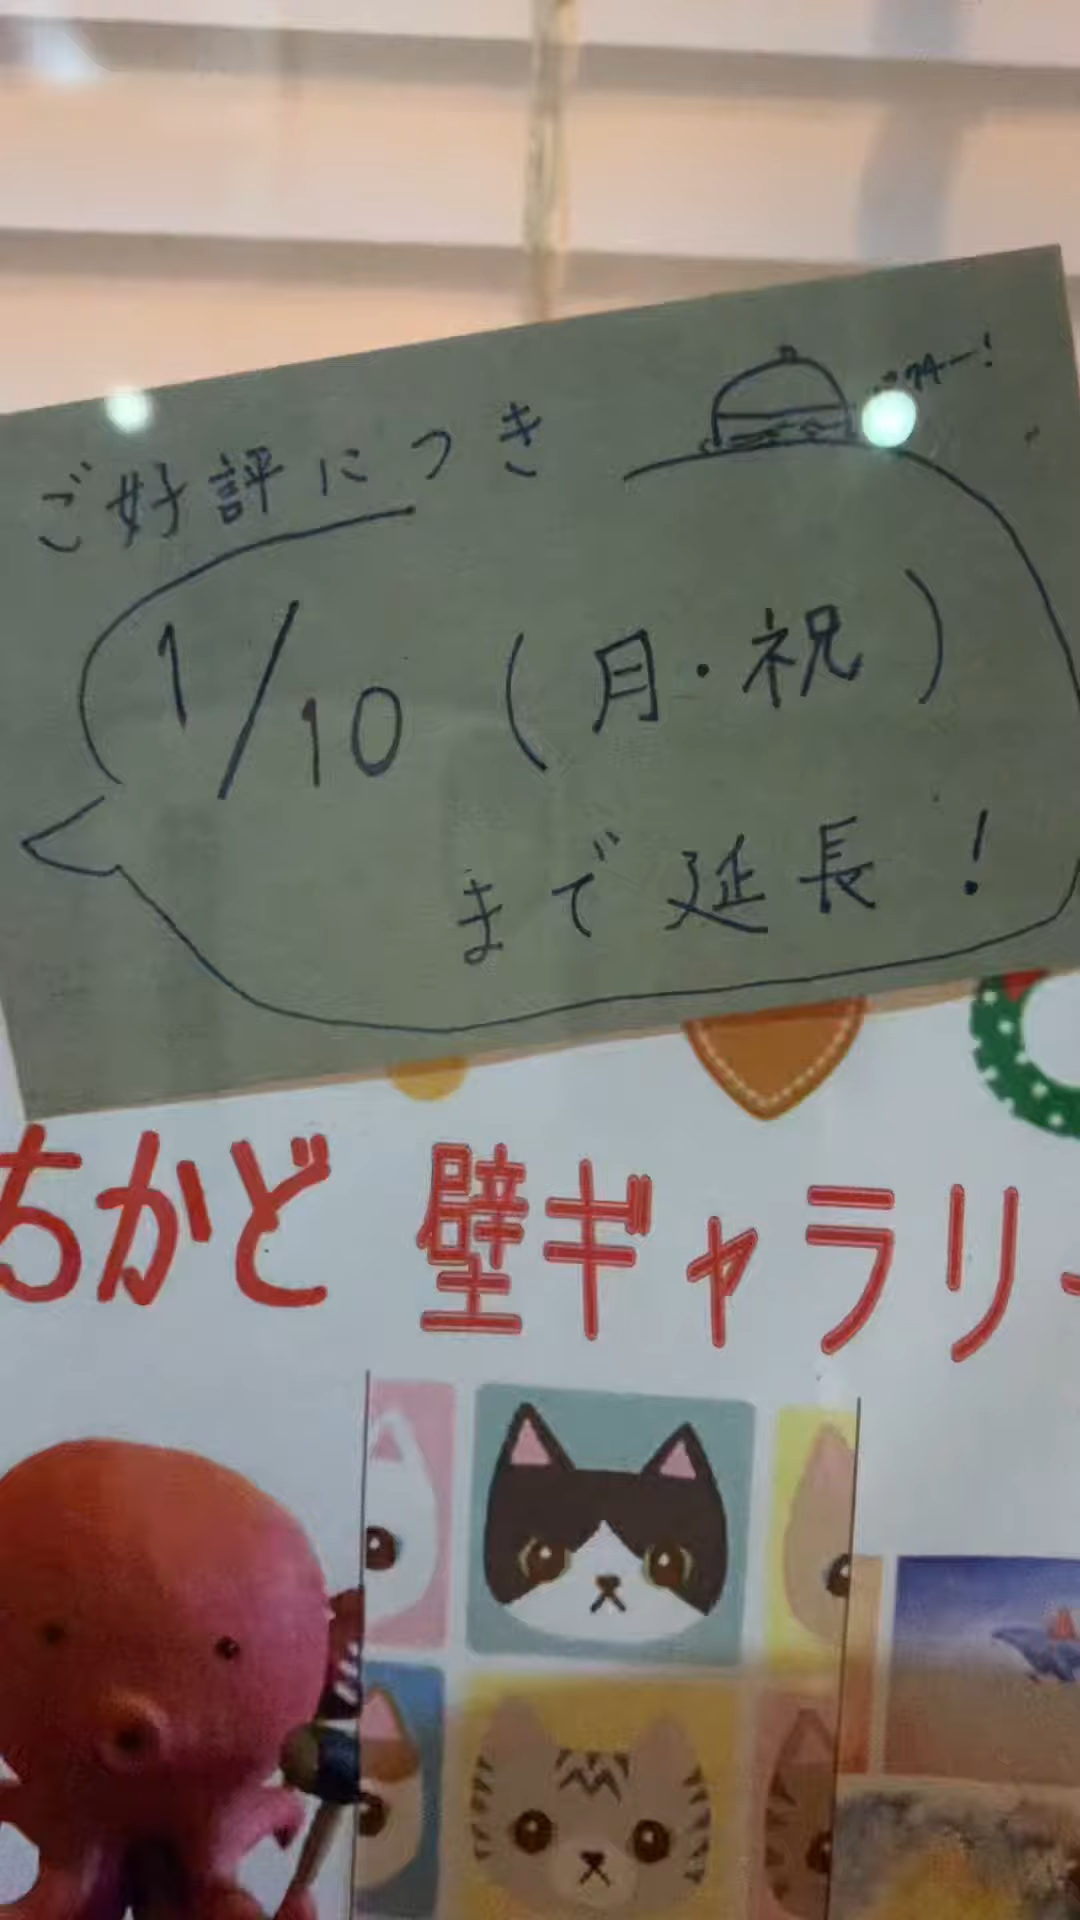 ご好評につき
1/10（月・祝）
まで延長！
ちかど 壁ギャラリー